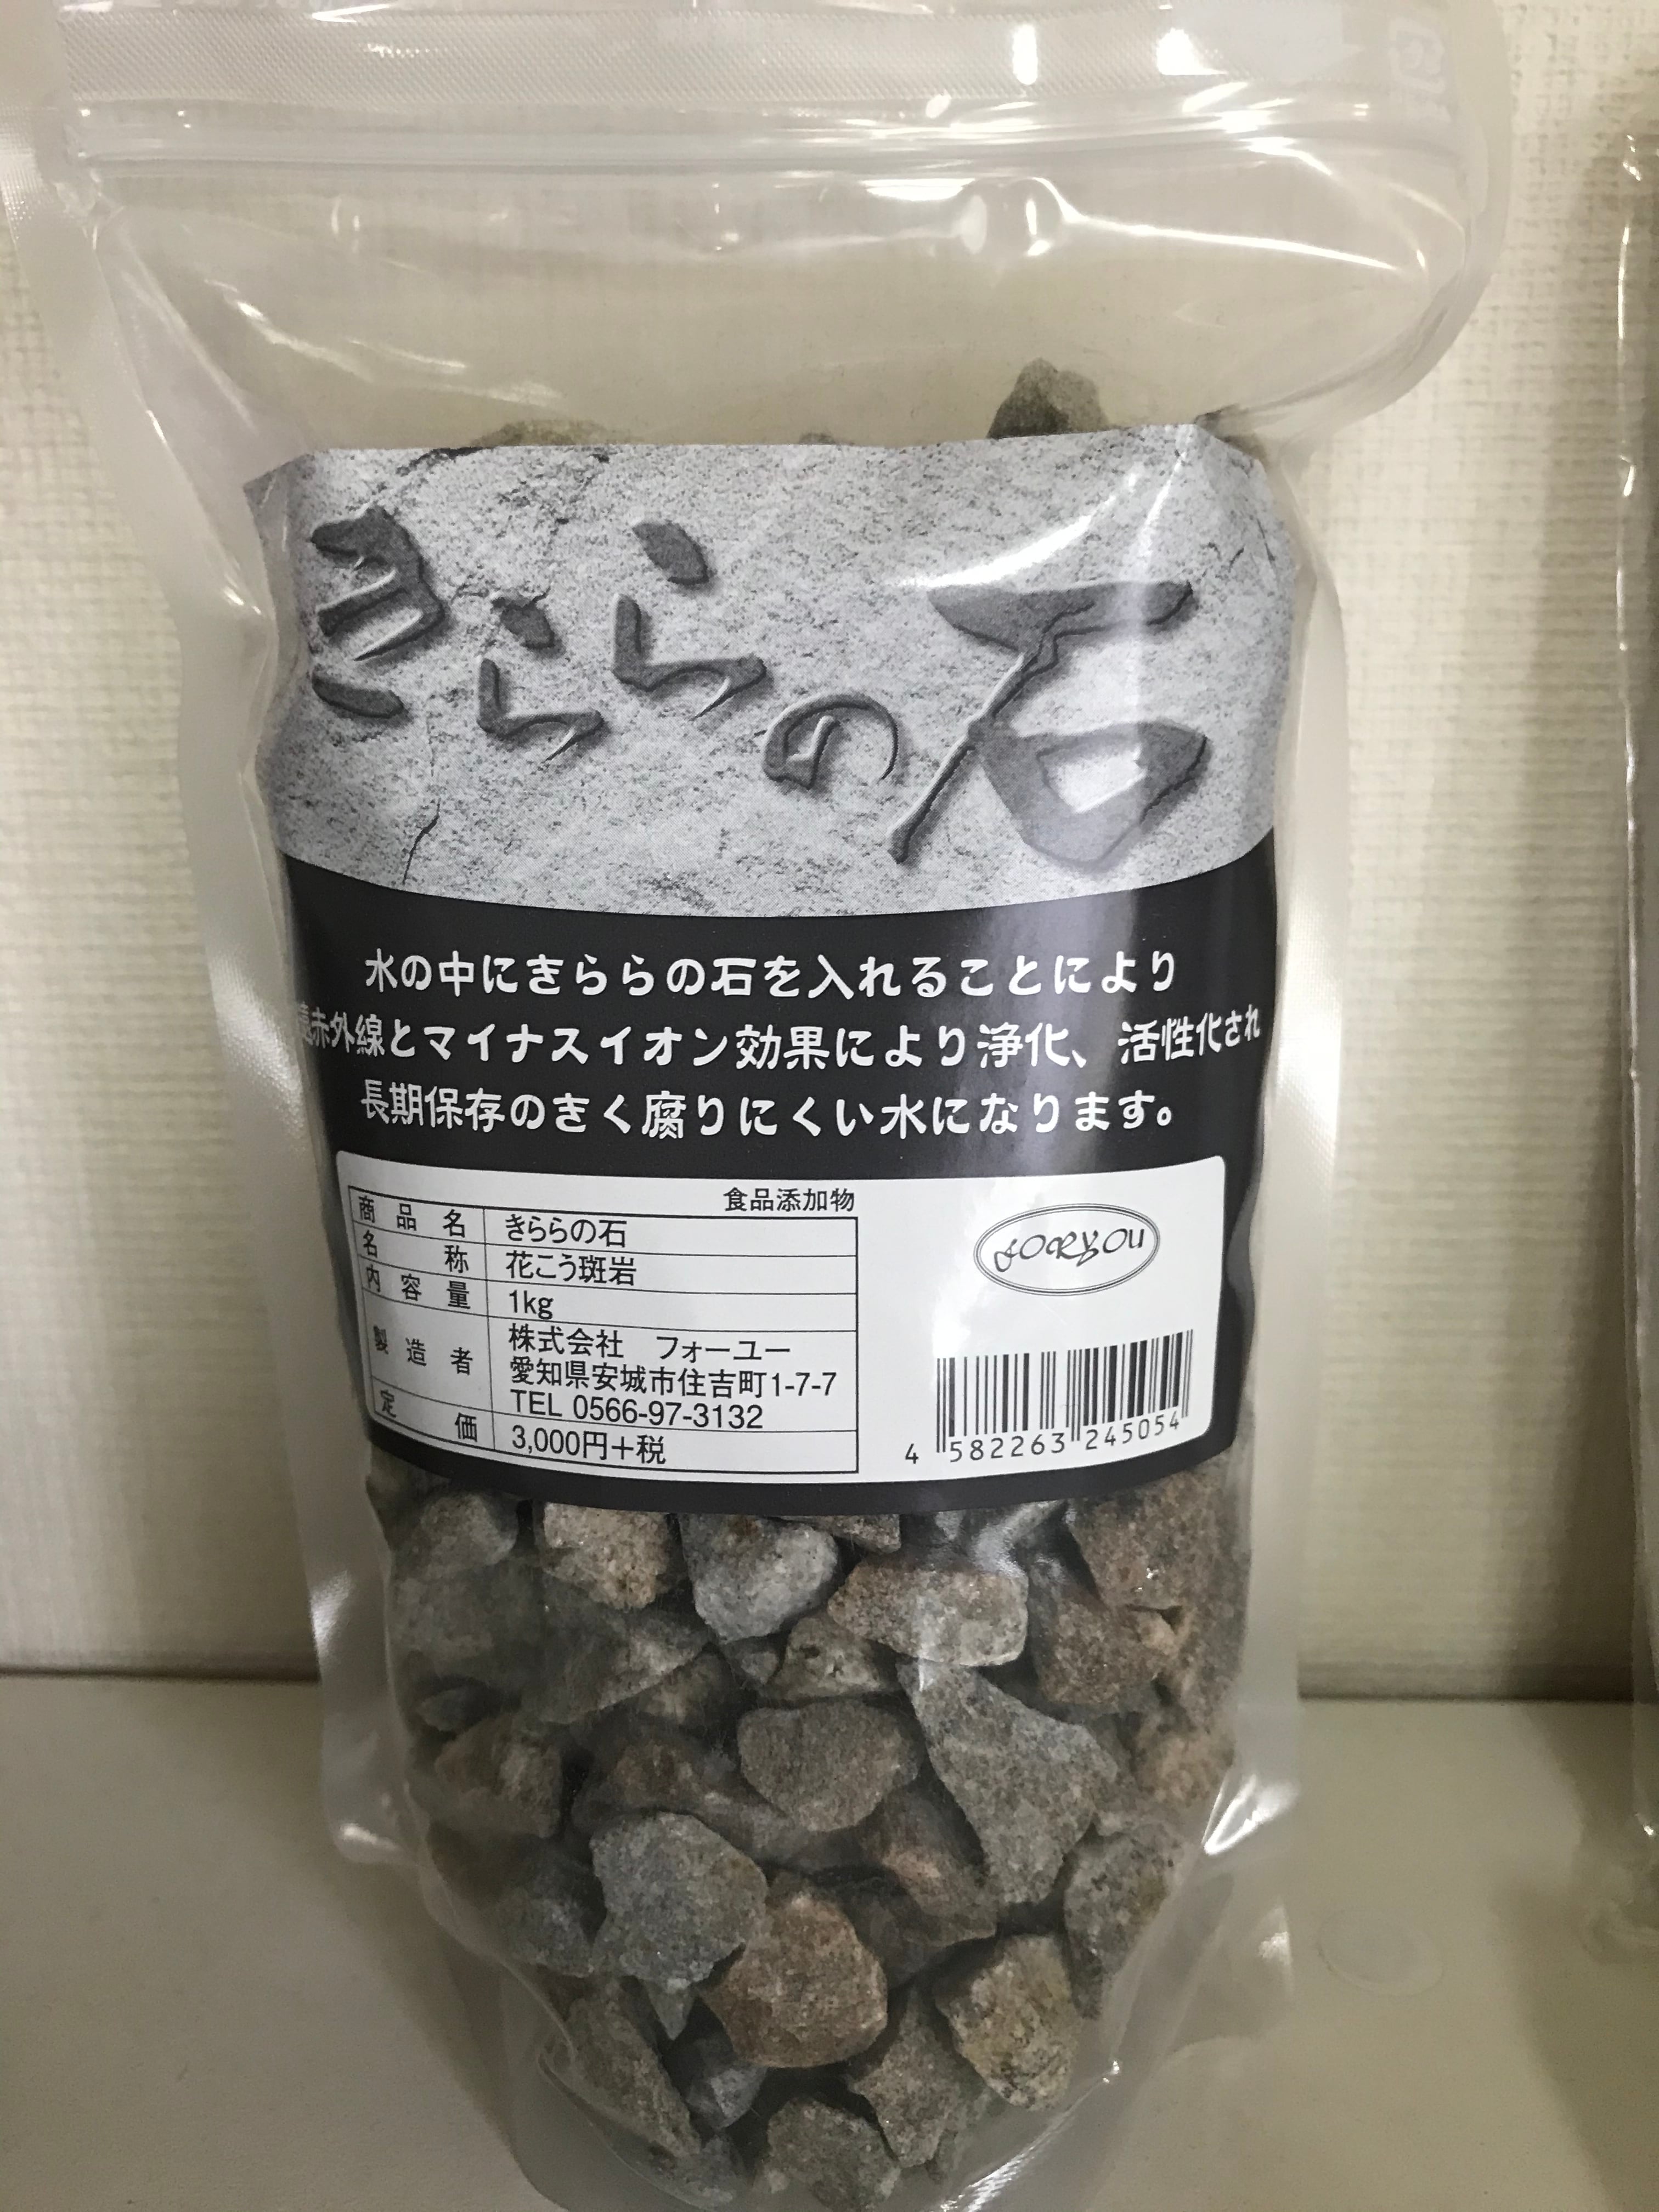 きららの石
水の中にきららの石を入れることにより
遠赤外線とマイナスイオン効果により浄化、活性化され
長期保存のきく腐りにくい水になります。
食品添加物
商品名 きららの石
名称 花こう斑岩
内容量 1kg
製造者 株式会社 フォーユー
愛知県安城市住吉町1-7-7
TEL 0566-97-3132
定価 3,000円+税
FORYOU
4 582263 245054